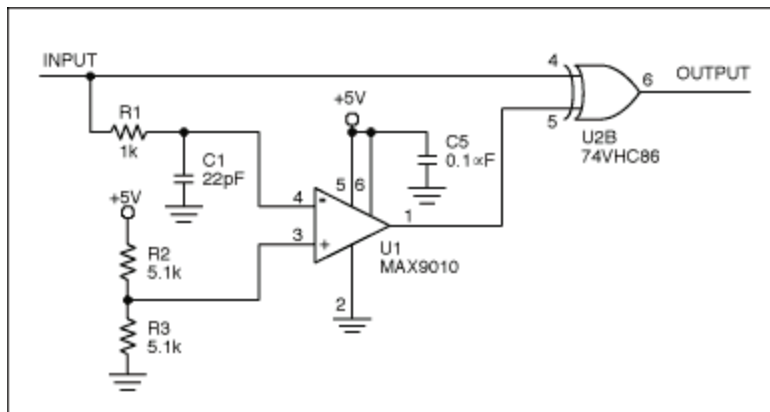 INPUT
4
6
OUTPUT
5
U2B
74VHC86
R1
1k
+5V
C5
0.1∝F
C1
22pF
5 6
4
1
3
U1
MAX9010
2
+5V
R2
5.1k
R3
5.1k